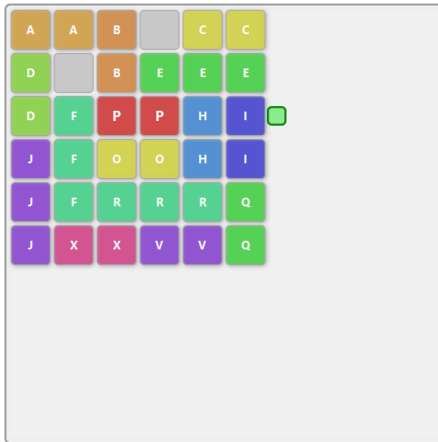 A A B C C
D B E E E
D F P P H I
J F O O H I
J F R R R Q
J X X V V Q